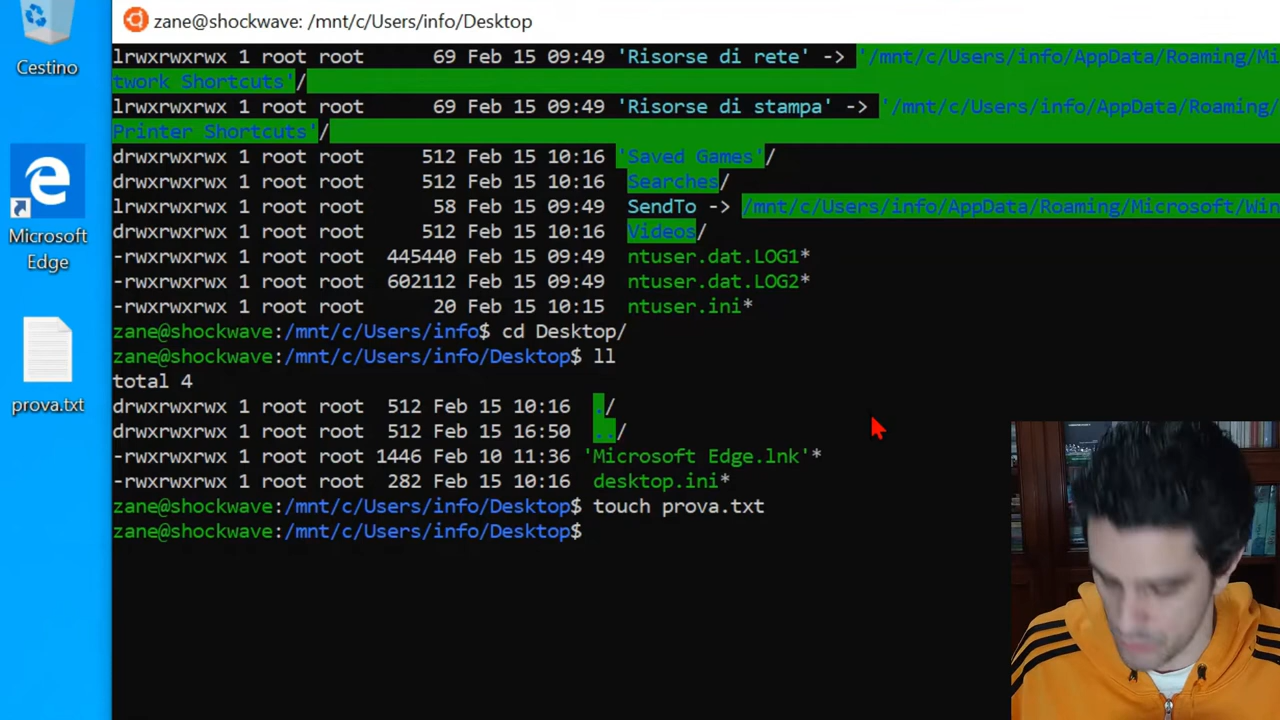 zane@shockwave: /mnt/c/Users/info/Desktop
Cestino
Microsoft
Edge
prova.txt
lrwxrwxrwx 1 root root 69 Feb 15 09:49 'Risorse di rete' -> '/mnt/c/Users/info/AppData/Roaming/Mi
twork Shortcuts'/
lrwxrwxrwx 1 root root 69 Feb 15 09:49 'Risorse di stampa' -> '/mnt/c/Users/info/AppData/Roaming/
Printer Shortcuts'/
drwxrwxrwx 1 root root 512 Feb 15 10:16 'Saved Games'/
drwxrwxrwx 1 root root 512 Feb 15 10:16 Searches/
lrwxrwxrwx 1 root root 58 Feb 15 09:49 SendTo -> /mnt/c/Users/info/AppData/Roaming/Microsoft/Win
drwxrwxrwx 1 root root 512 Feb 15 10:16 Videos/
-rwxrwxrwx 1 root root 445440 Feb 15 09:49 ntuser.dat.LOG1*
-rwxrwxrwx 1 root root 602112 Feb 15 09:49 ntuser.dat.LOG2*
-rwxrwxrwx 1 root root 20 Feb 15 10:15 ntuser.ini*
zane@shockwave:/mnt/c/Users/info$ cd Desktop/
zane@shockwave:/mnt/c/Users/info/Desktop$ ll
total 4
drwxrwxrwx 1 root root 512 Feb 15 10:16 ./
drwxrwxrwx 1 root root 512 Feb 15 16:50 ../
-rwxrwxrwx 1 root root 1446 Feb 10 11:36 'Microsoft Edge.lnk'*
-rwxrwxrwx 1 root root 282 Feb 15 10:16 desktop.ini*
zane@shockwave:/mnt/c/Users/info/Desktop$ touch prova.txt
zane@shockwave:/mnt/c/Users/info/Desktop$